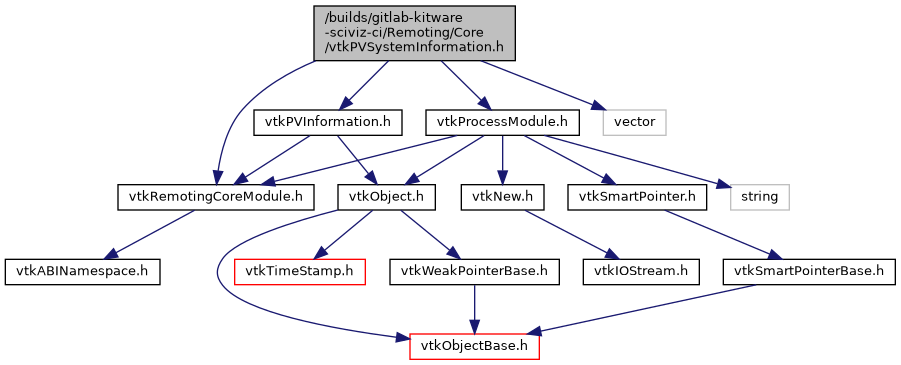 /builds/gitlab-kitware
-sciviz-ci/Remoting/Core
/vtkPVSystemInformation.h
vtkPVInformation.h
vtkProcessModule.h
vector
vtkRemotingCoreModule.h
vtkObject.h
vtkNew.h
vtkSmartPointer.h
string
vtkABINamespace.h
vtkTimeStamp.h
vtkWeakPointerBase.h
vtkIOStream.h
vtkSmartPointerBase.h
vtkObjectBase.h